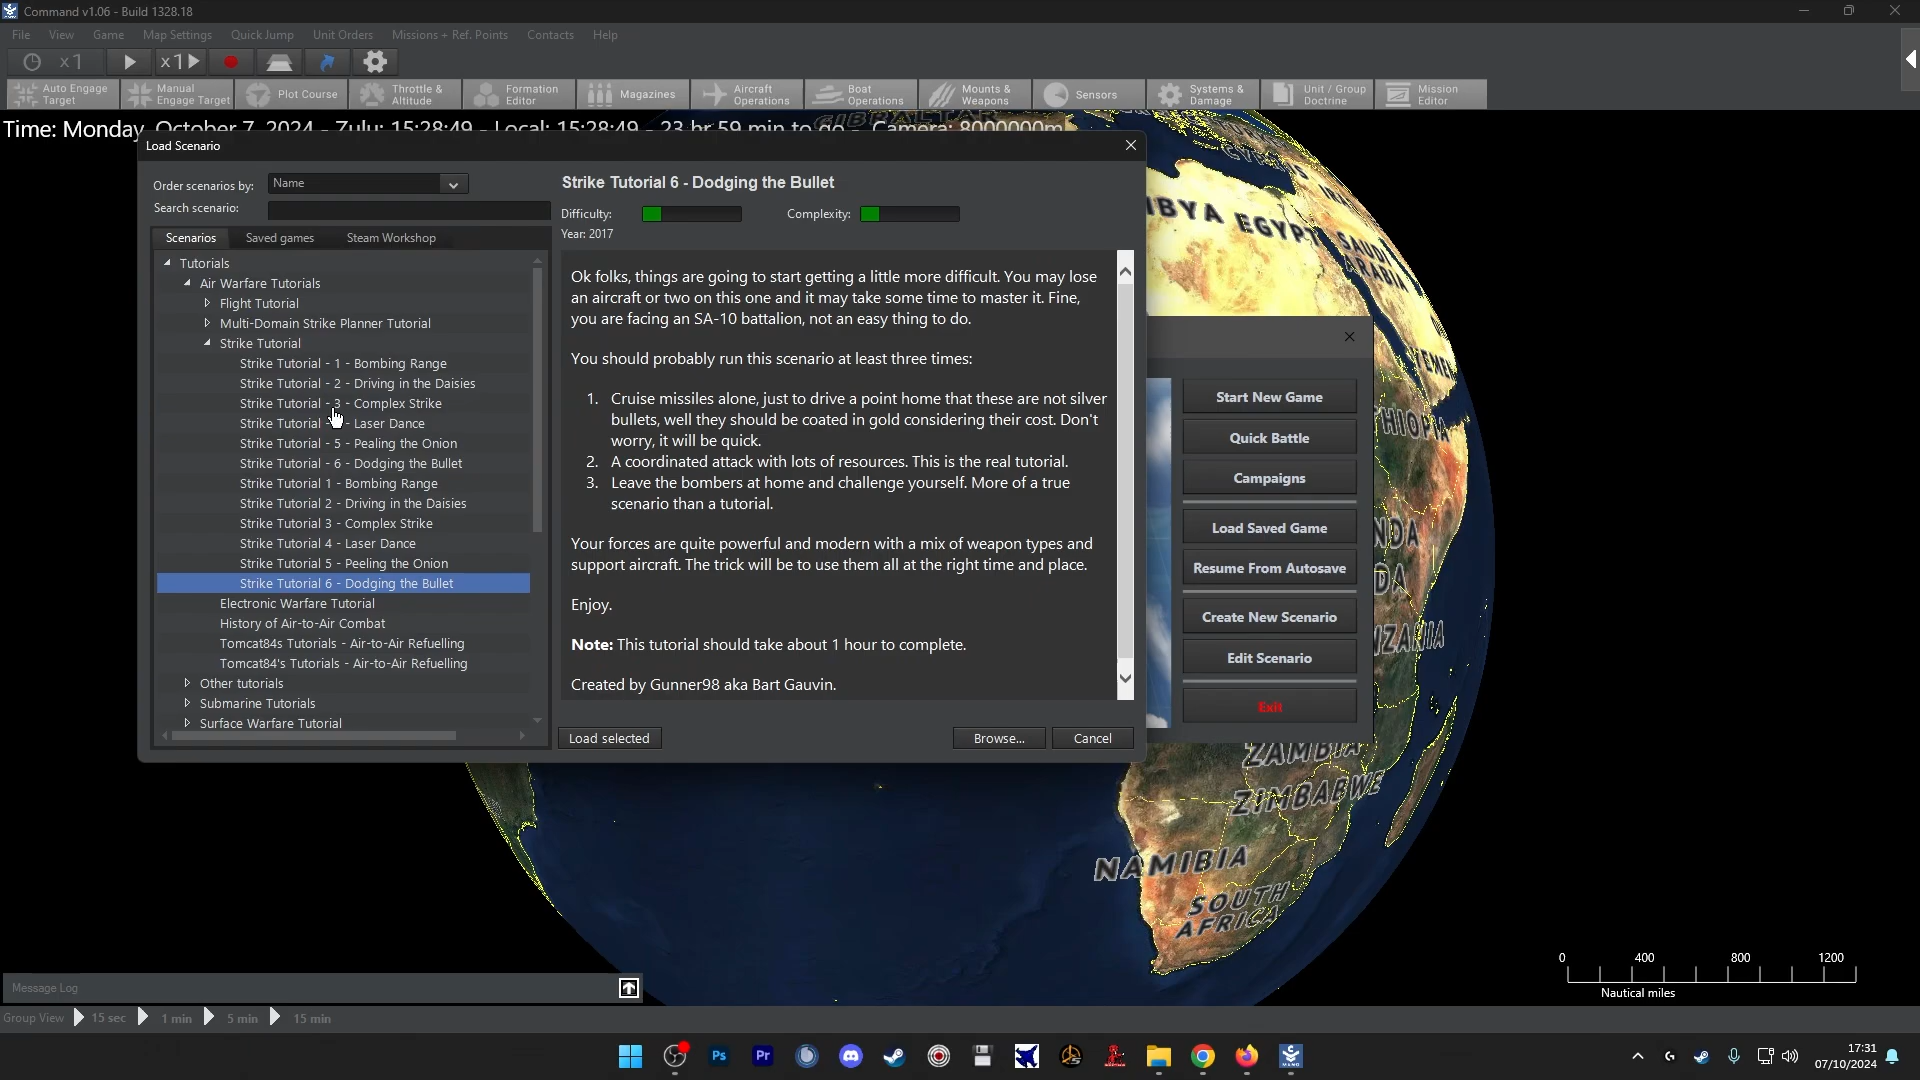 Command v1.06 - Build 1328.18
File View Game Map Settings Quick Jump Unit Orders Missions + Ref. Points Contacts Help
x 1 x1
Auto Engage Target Manual Engage Target Plot Course Throttle & Altitude Formation Editor Magazines Aircraft Operations Boat Operations Mounts & Weapons Sensors Systems & Damage Unit / Group Doctrine Mission Editor
Time: Monday, October 7, 2024 - Zulu: 15:28:49 - Local: 15:28:49 - 23 hr 59 min to go - Camera: 8000000m
Load Scenario
Order scenarios by: Name
Search scenario:
Scenarios Saved games Steam Workshop
Tutorials
Air Warfare Tutorials
Flight Tutorial
Multi-Domain Strike Planner Tutorial
Strike Tutorial
Strike Tutorial - 1 - Bombing Range
Strike Tutorial - 2 - Driving in the Daisies
Strike Tutorial - 3 - Complex Strike
Strike Tutorial - Laser Dance
Strike Tutorial - 5 - Pealing the Onion
Strike Tutorial - 6 - Dodging the Bullet
Strike Tutorial 1 - Bombing Range
Strike Tutorial 2 - Driving in the Daisies
Strike Tutorial 3 - Complex Strike
Strike Tutorial 4 - Laser Dance
Strike Tutorial 5 - Peeling the Onion
Strike Tutorial 6 - Dodging the Bullet
Electronic Warfare Tutorial
History of Air-to-Air Combat
Tomcat84s Tutorials - Air-to-Air Refuelling
Tomcat84's Tutorials - Air-to-Air Refuelling
Other tutorials
Submarine Tutorials
Surface Warfare Tutorial
Strike Tutorial 6 - Dodging the Bullet
Difficulty: Complexity:
Year: 2017
Ok folks, things are going to start getting a little more difficult. You may lose
an aircraft or two on this one and it may take some time to master it. Fine,
you are facing an SA-10 battalion, not an easy thing to do.
You should probably run this scenario at least three times:
1. Cruise missiles alone, just to drive a point home that these are not silver
bullets, well they should be coated in gold considering their cost. Don't
worry, it will be quick.
2. A coordinated attack with lots of resources. This is the real tutorial.
3. Leave the bombers at home and challenge yourself. More of a true
scenario than a tutorial.
Your forces are quite powerful and modern with a mix of weapon types and
support aircraft. The trick will be to use them all at the right time and place.
Enjoy.
Note: This tutorial should take about 1 hour to complete.
Created by Gunner98 aka Bart Gauvin.
Load selected Browse... Cancel
Start New Game
Quick Battle
Campaigns
Load Saved Game
Resume From Autosave
Create New Scenario
Edit Scenario
Exit
GIBRALTAR
CYPRUS
IRAN
IBYA EGYPT
SAUDI ARABIA
YEMEN
THIOPIA
NDA
DA
NZANIA
ZAMBIA
ZIMBABWE
NAMIBIA
SOUTH AFRICA
0 400 800 1200
Nautical miles
Message Log
Group View 15 sec 1 min 5 min 15 min
Ps Pr
17:31
07/10/2024